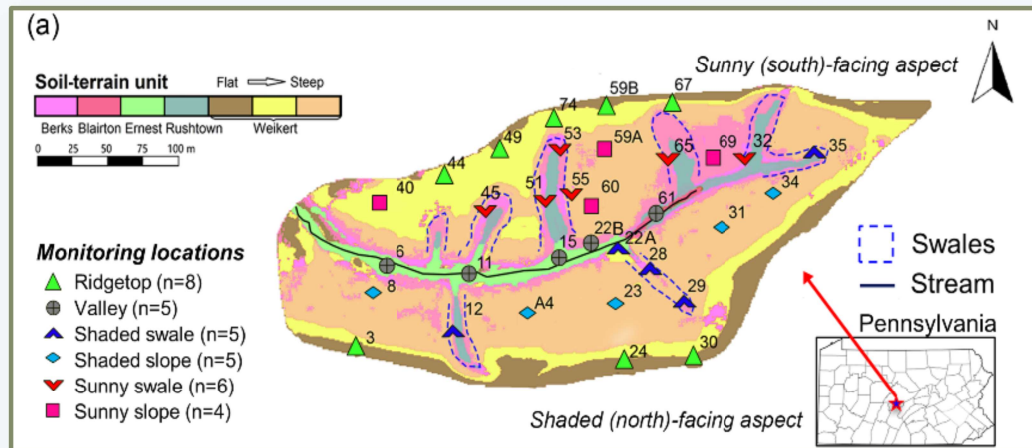 (a)
N
Soil-terrain unit
Flat
Steep
Berks
Blairton
Ernest
Rushtown
Weikert
0 25 50 75 100 m
Sunny (south)-facing aspect
67
59B
74
53
59A
49
44
40
45
51
55
60
65
69
32
35
34
61
31
22B
22A
28
29
15
11
6
8
12
A4
23
3
24
30
Monitoring locations
Ridgetop (n=8)
Valley (n=5)
Shaded swale (n=5)
Shaded slope (n=5)
Sunny swale (n=6)
Sunny slope (n=4)
Swales
Stream
Pennsylvania
Shaded (north)-facing aspect